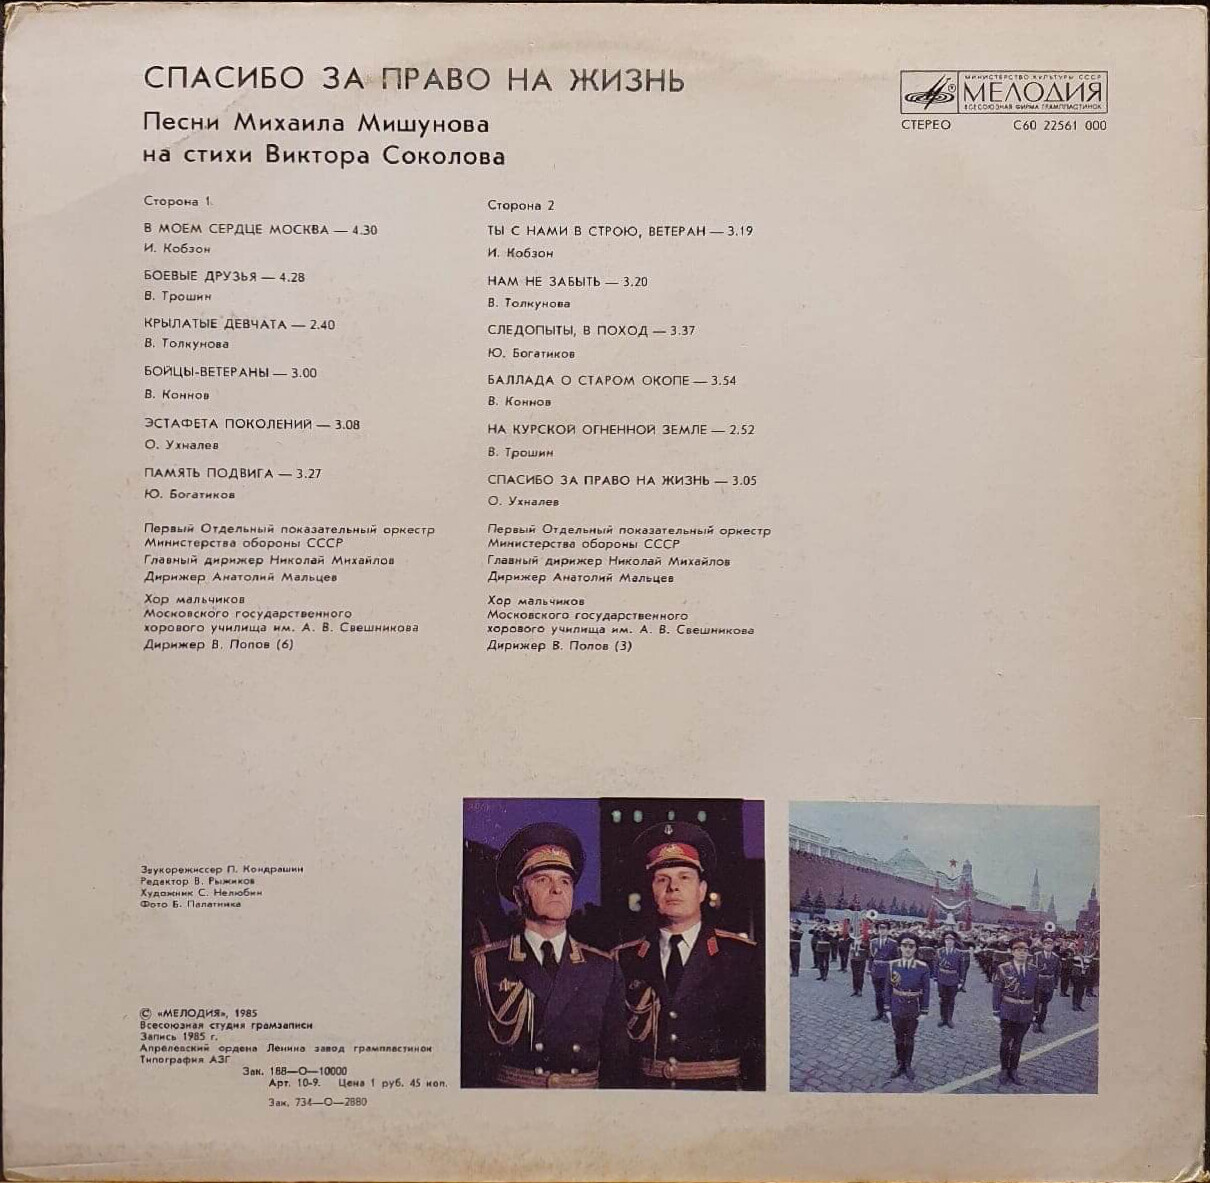 СПАСИБО ЗА ПРАВО НА ЖИЗНЬ
Песни Михаила Мишунова
на стихи Виктора Соколова
МИНИСТЕРСТВО КУЛЬТУРЫ СССР
МЕЛОДИЯ
ВСЕСОЮЗНАЯ ФИРМА ГРАМПЛАСТИНОК
СТЕРЕО С60 22561 000
Сторона 1
В МОЕМ СЕРДЦЕ МОСКВА — 4.30
И. Кобзон
БОЕВЫЕ ДРУЗЬЯ — 4.28
В. Трошин
КРЫЛАТЫЕ ДЕВЧАТА — 2.40
В. Толкунова
БОЙЦЫ-ВЕТЕРАНЫ — 3.00
В. Коннов
ЭСТАФЕТА ПОКОЛЕНИЙ — 3.08
О. Ухналев
ПАМЯТЬ ПОДВИГА — 3.27
Ю. Богатиков
Первый Отдельный показательный оркестр
Министерства обороны СССР
Главный дирижер Николай Михайлов
Дирижер Анатолий Мальцев
Хор мальчиков
Московского государственного
хорового училища им. А. В. Свешникова
Дирижер В. Попов (6)
Сторона 2
ТЫ С НАМИ В СТРОЮ, ВЕТЕРАН — 3.19
И. Кобзон
НАМ НЕ ЗАБЫТЬ — 3.20
В. Толкунова
СЛЕДОПЫТЫ, В ПОХОД — 3.37
Ю. Богатиков
БАЛЛАДА О СТАРОМ ОКОПЕ — 3.54
В. Коннов
НА КУРСКОЙ ОГНЕННОЙ ЗЕМЛЕ — 2.52
В. Трошин
СПАСИБО ЗА ПРАВО НА ЖИЗНЬ — 3.05
О. Ухналев
Первый Отдельный показательный оркестр
Министерства обороны СССР
Главный дирижер Николай Михайлов
Дирижер Анатолий Мальцев
Хор мальчиков
Московского государственного
хорового училища им. А. В. Свешникова
Дирижер В. Попов (3)
Звукорежиссер П. Кондрашин
Редактор В. Рыжиков
Художник С. Нелюбин
Фото Б. Палатника
© «МЕЛОДИЯ», 1985
Всесоюзная студия грамзаписи
Запись 1985 г.
Апрелевский ордена Ленина завод грампластинок
Типография АЗГ
Зак. 188—О—10000
Арт. 10-9. Цена 1 руб. 45 коп.
Зак. 734—О—2880